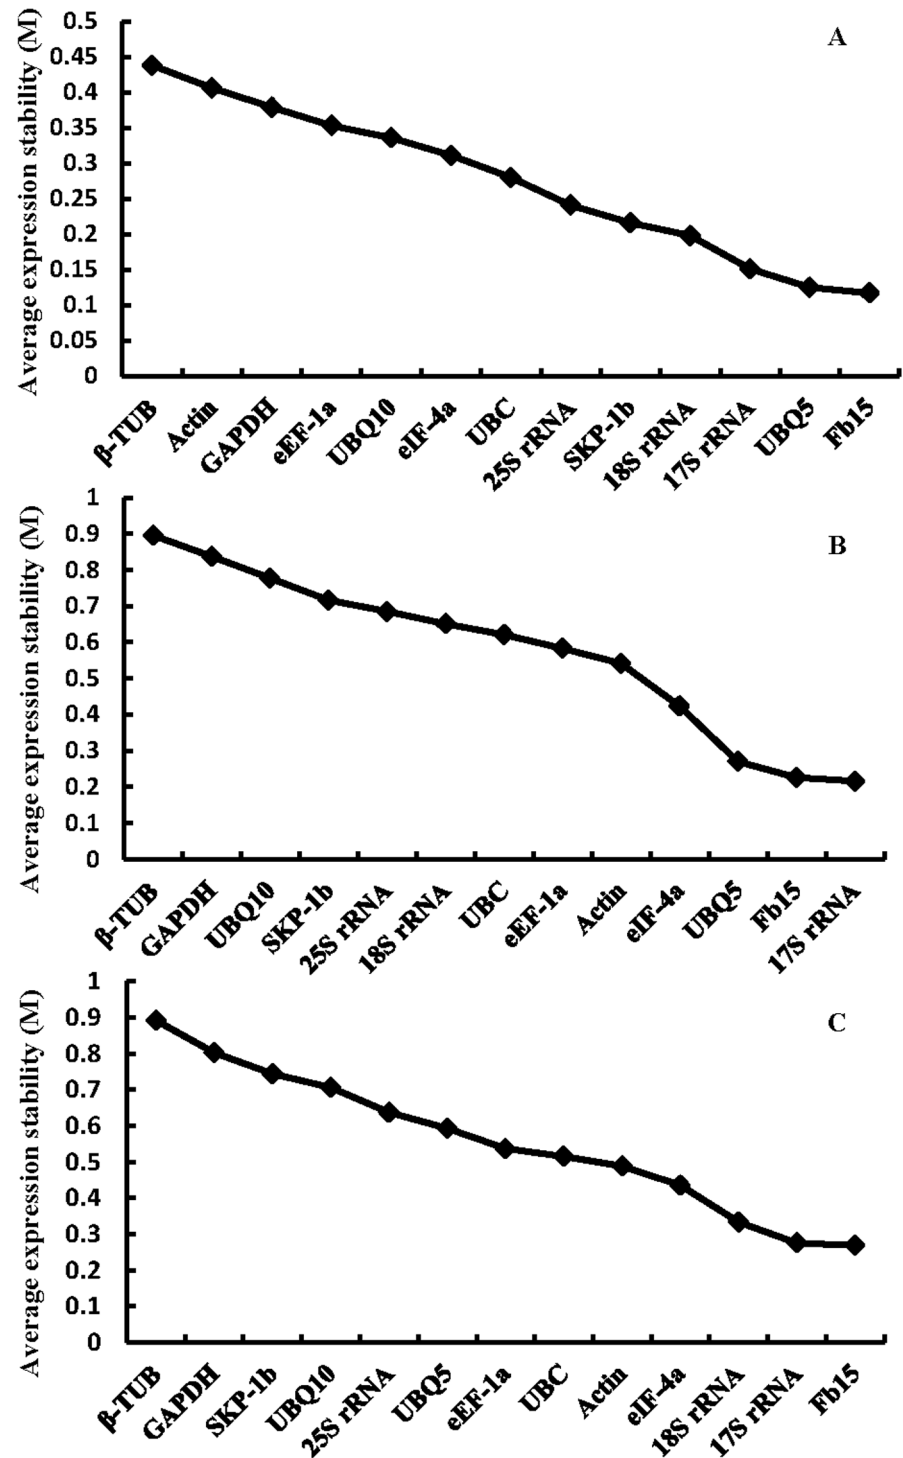 Average expression stability (M)
A
0.5
0.45
0.4
0.35
0.3
0.25
0.2
0.15
0.1
0.05
0
β-TUB
Actin
GAPDH
eEF-1a
UBQ10
eIF-4a
UBC
25S rRNA
SKP-1b
18S rRNA
17S rRNA
UBQ5
Fb15
Average expression stability (M)
B
1
0.9
0.8
0.7
0.6
0.5
0.4
0.3
0.2
0.1
0
β-TUB
GAPDH
UBQ10
SKP-1b
25S rRNA
18S rRNA
UBC
eEF-1a
Actin
eIF-4a
UBQ5
Fb15
17S rRNA
Average expression stability (M)
C
1
0.9
0.8
0.7
0.6
0.5
0.4
0.3
0.2
0.1
0
β-TUB
GAPDH
SKP-1b
UBQ10
25S rRNA
UBQ5
eEF-1a
UBC
Actin
eIF-4a
18S rRNA
17S rRNA
Fb15